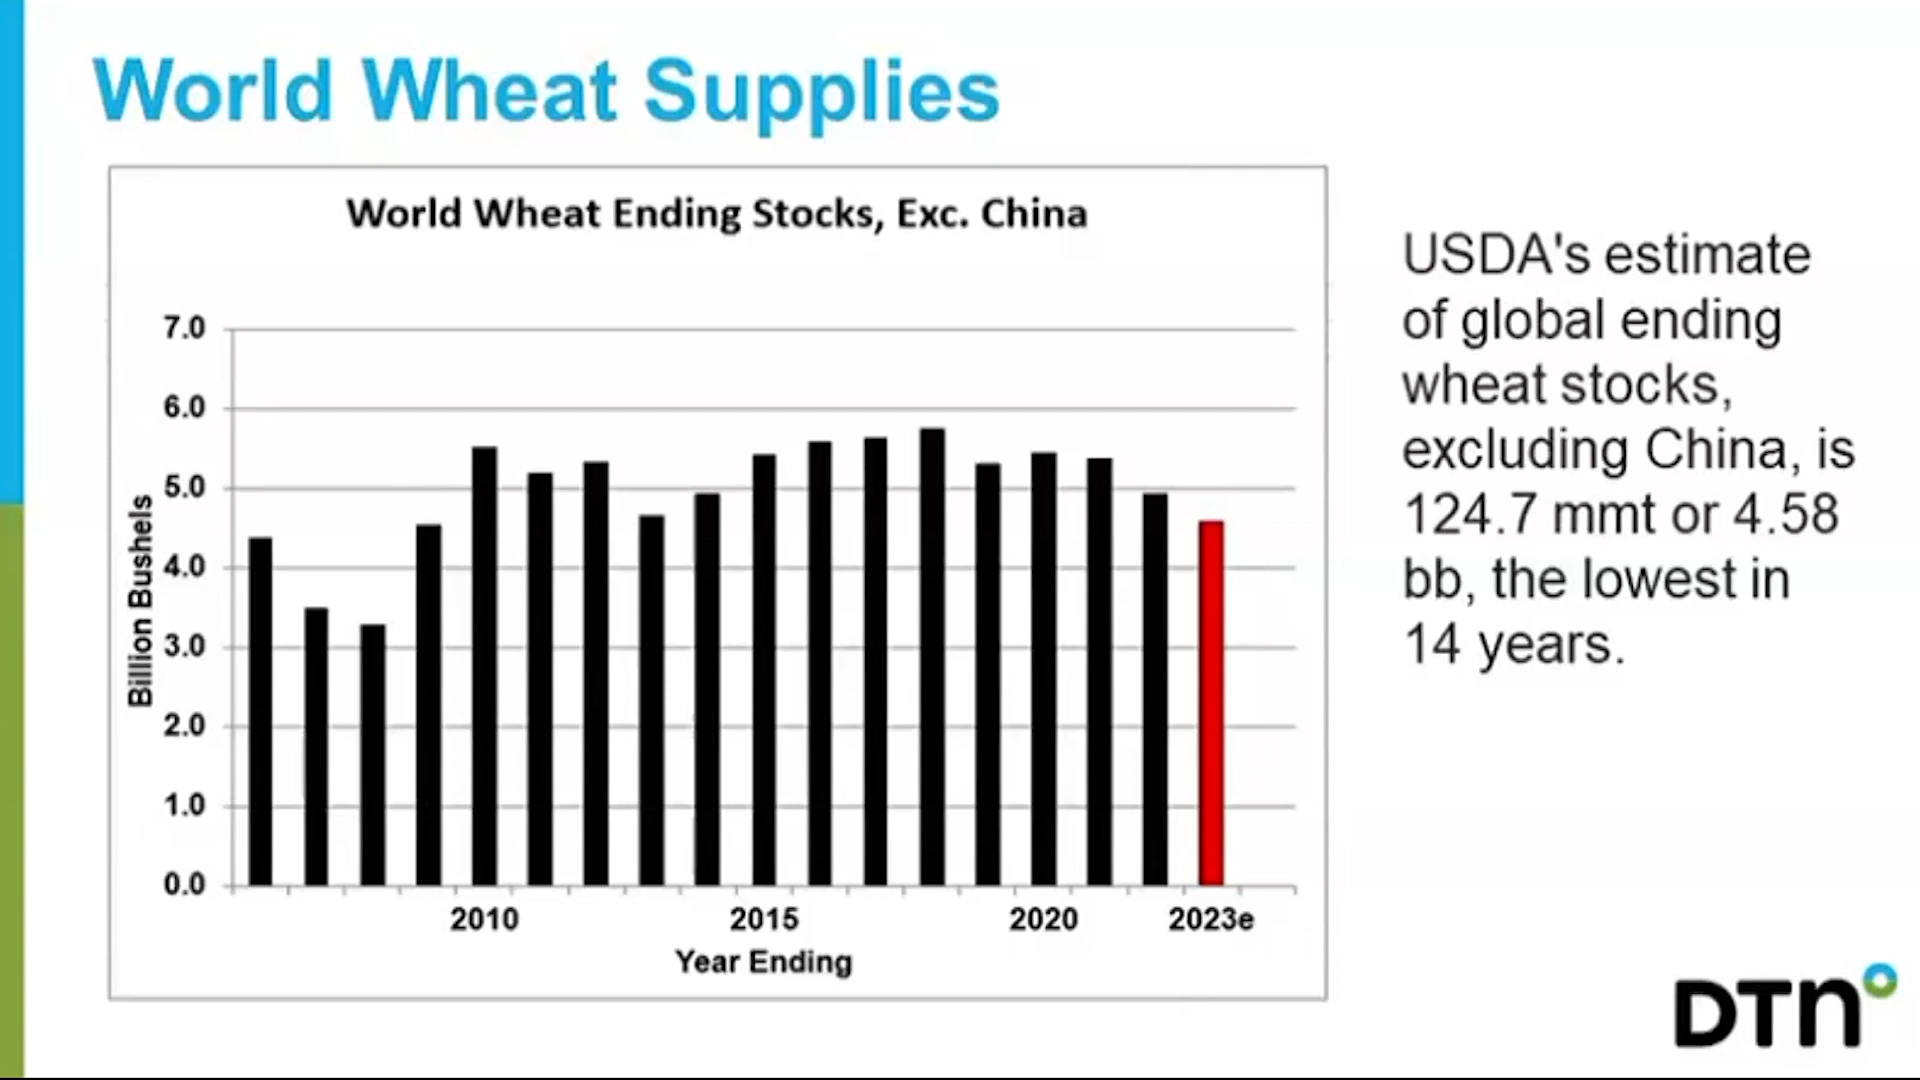 World Wheat Supplies
World Wheat Ending Stocks, Exc. China
7.0
6.0
5.0
4.0
3.0
2.0
1.0
0.0
Billion Bushels
2010 2015 2020 2023e
Year Ending
USDA's estimate
of global ending
wheat stocks,
excluding China, is
124.7 mmt or 4.58
bb, the lowest in
14 years.
DTN